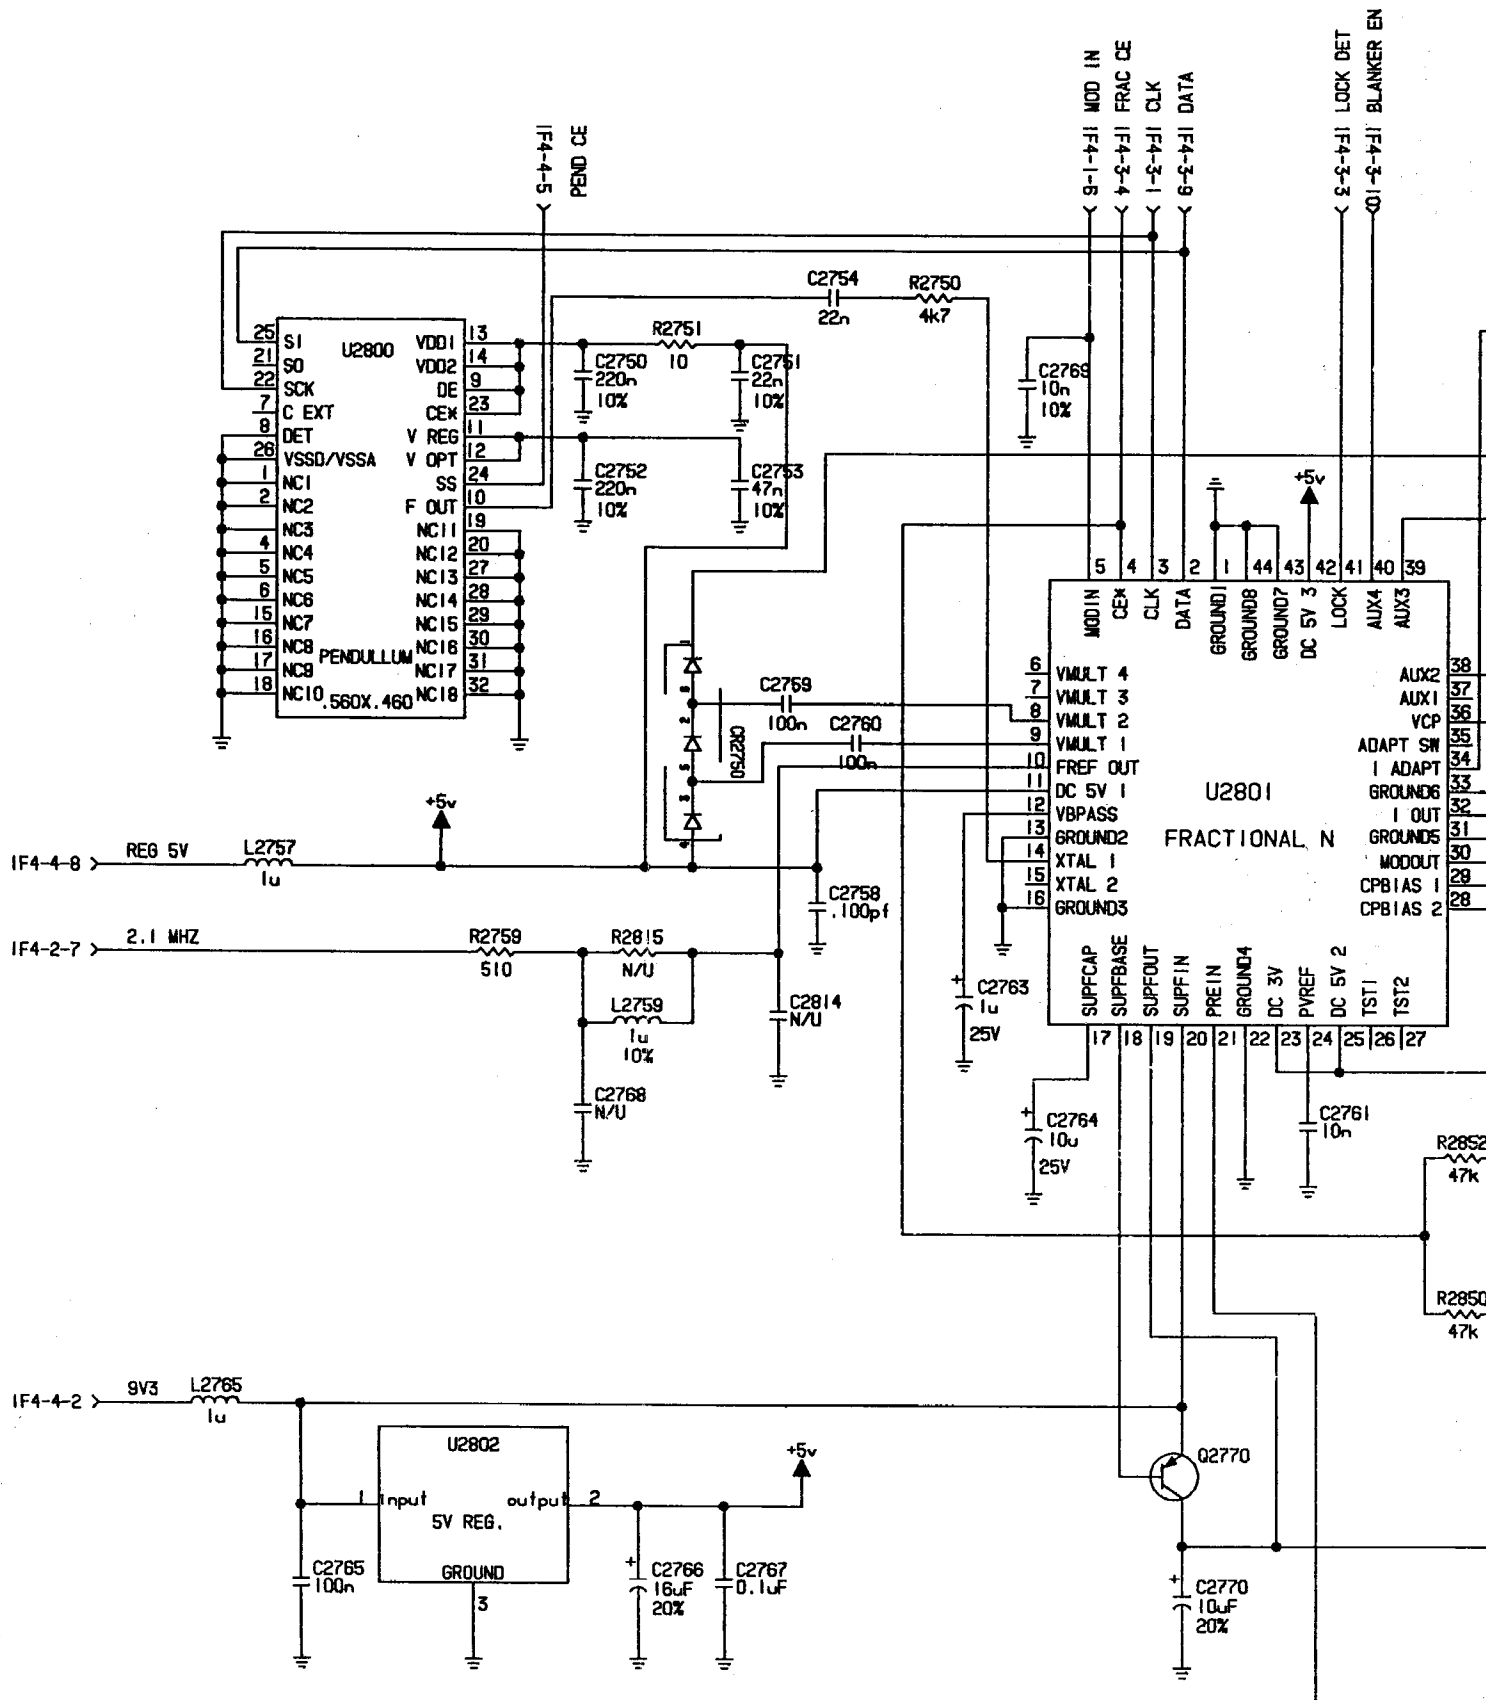 IF4-4-5
PEND CE
IF4-1-6 MOD IN
IF4-3-4 FRAC CE
IF4-3-1 CLK
IF4-3-9 DATA
IF4-3-3 LOCK DET
IF4-3-10 BLANKER EN
C2754
22n
R2750
4k7
U2800
25 SI
21 SO
22 SCK
7 C EXT
8 DET
26 VSSD/VSSA
1 NC1
2 NC2
3 NC3
4 NC4
5 NC5
6 NC6
15 NC7
16 NC8
17 NC9
18 NC10
VDD1 13
VDD2 14
DE 9
CE* 23
V REG 11
V OPT 12
SS 24
F OUT 10
NC11 19
NC12 20
NC13 27
NC14 28
NC15 29
NC16 30
NC17 31
NC18 32
PENDULLUM
.560X.460
R2751
10
C2750
220n
10%
C2751
22n
10%
C2752
220n
10%
C2753
47n
10%
C2769
10n
10%
+5v
5 4 3 2 1 44 43 42 41 40 39
MODIN
CE*
CLK
DATA
GROUND1
GROUND8
GROUND7
DC 5V 3
LOCK
AUX4
AUX3
6 VMULT 4
7 VMULT 3
8 VMULT 2
9 VMULT 1
10 FREF OUT
11 DC 5V 1
12 VBPASS
13 GROUND2
14 XTAL 1
15 XTAL 2
16 GROUND3
AUX2 38
AUX1 37
VCP 36
ADAPT SW 35
I ADAPT 34
GROUND6 33
I OUT 32
GROUND5 31
MODOUT 30
CPBIAS 1 29
CPBIAS 2 28
U2801
FRACTIONAL N
SUPFCAP
SUPFBASE
SUPFOUT
SUPFIN
PREIN
GROUND4
DC 3V
PVREF
DC 5V 2
TST1
TST2
17 18 19 20 21 22 23 24 25 26 27
C2759
100n
C2760
100n
CR2750
+5v
IF4-4-8
REG 5V
L2757
1u
C2758
.100pf
IF4-2-7
2.1 MHZ
R2759
510
R2815
N/U
L2759
1u
10%
C2768
N/U
C2814
N/U
C2763
1u
25V
C2764
10u
25V
C2761
10n
R2852
47k
R2850
47k
IF4-4-2
9V3
L2765
1u
U2802
1 input
output 2
5V REG.
GROUND
3
+5v
C2765
100n
C2766
16uF
20%
C2767
0.1uF
Q2770
C2770
10uF
20%